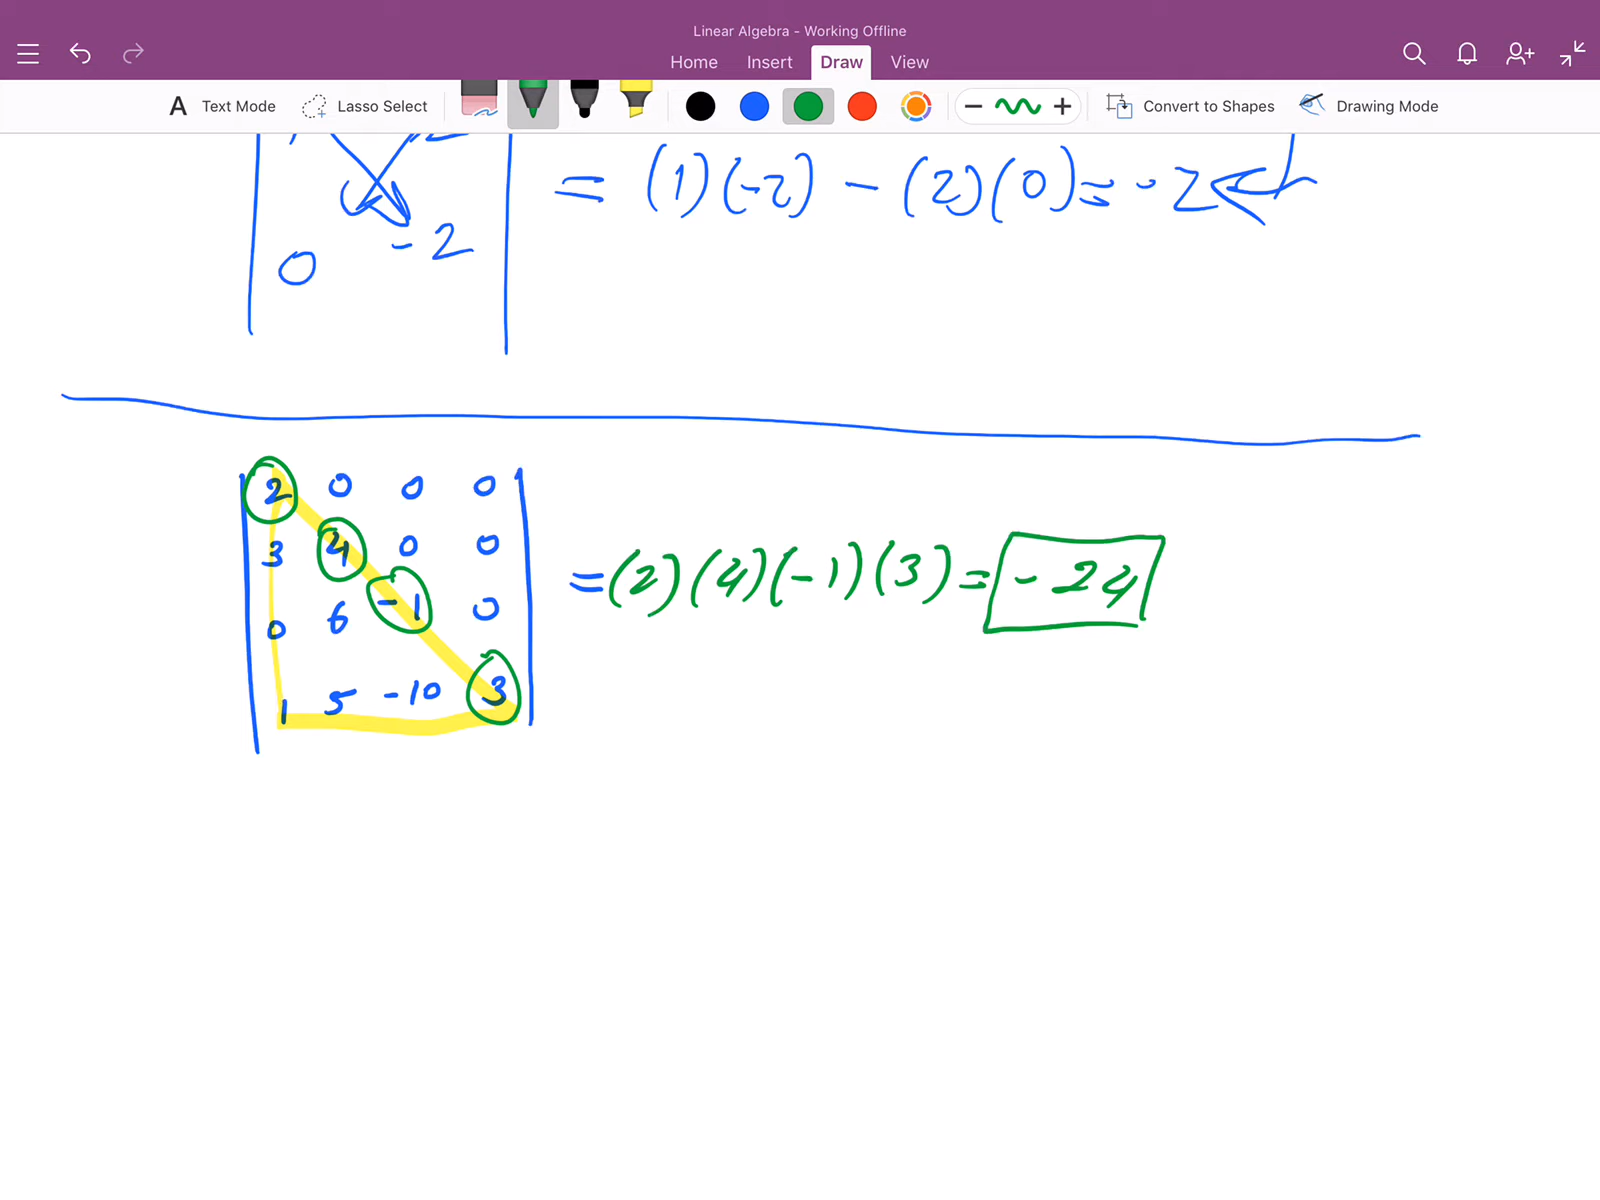 Linear Algebra - Working Offline
Home Insert Draw View
A Text Mode Lasso Select Convert to Shapes Drawing Mode
= (1)(-2) - (2)(0) = -2
0 -2
2 0 0 0
3 4 0 0
0 6 -1 0
1 5 -10 3
= (2)(4)(-1)(3) = -24